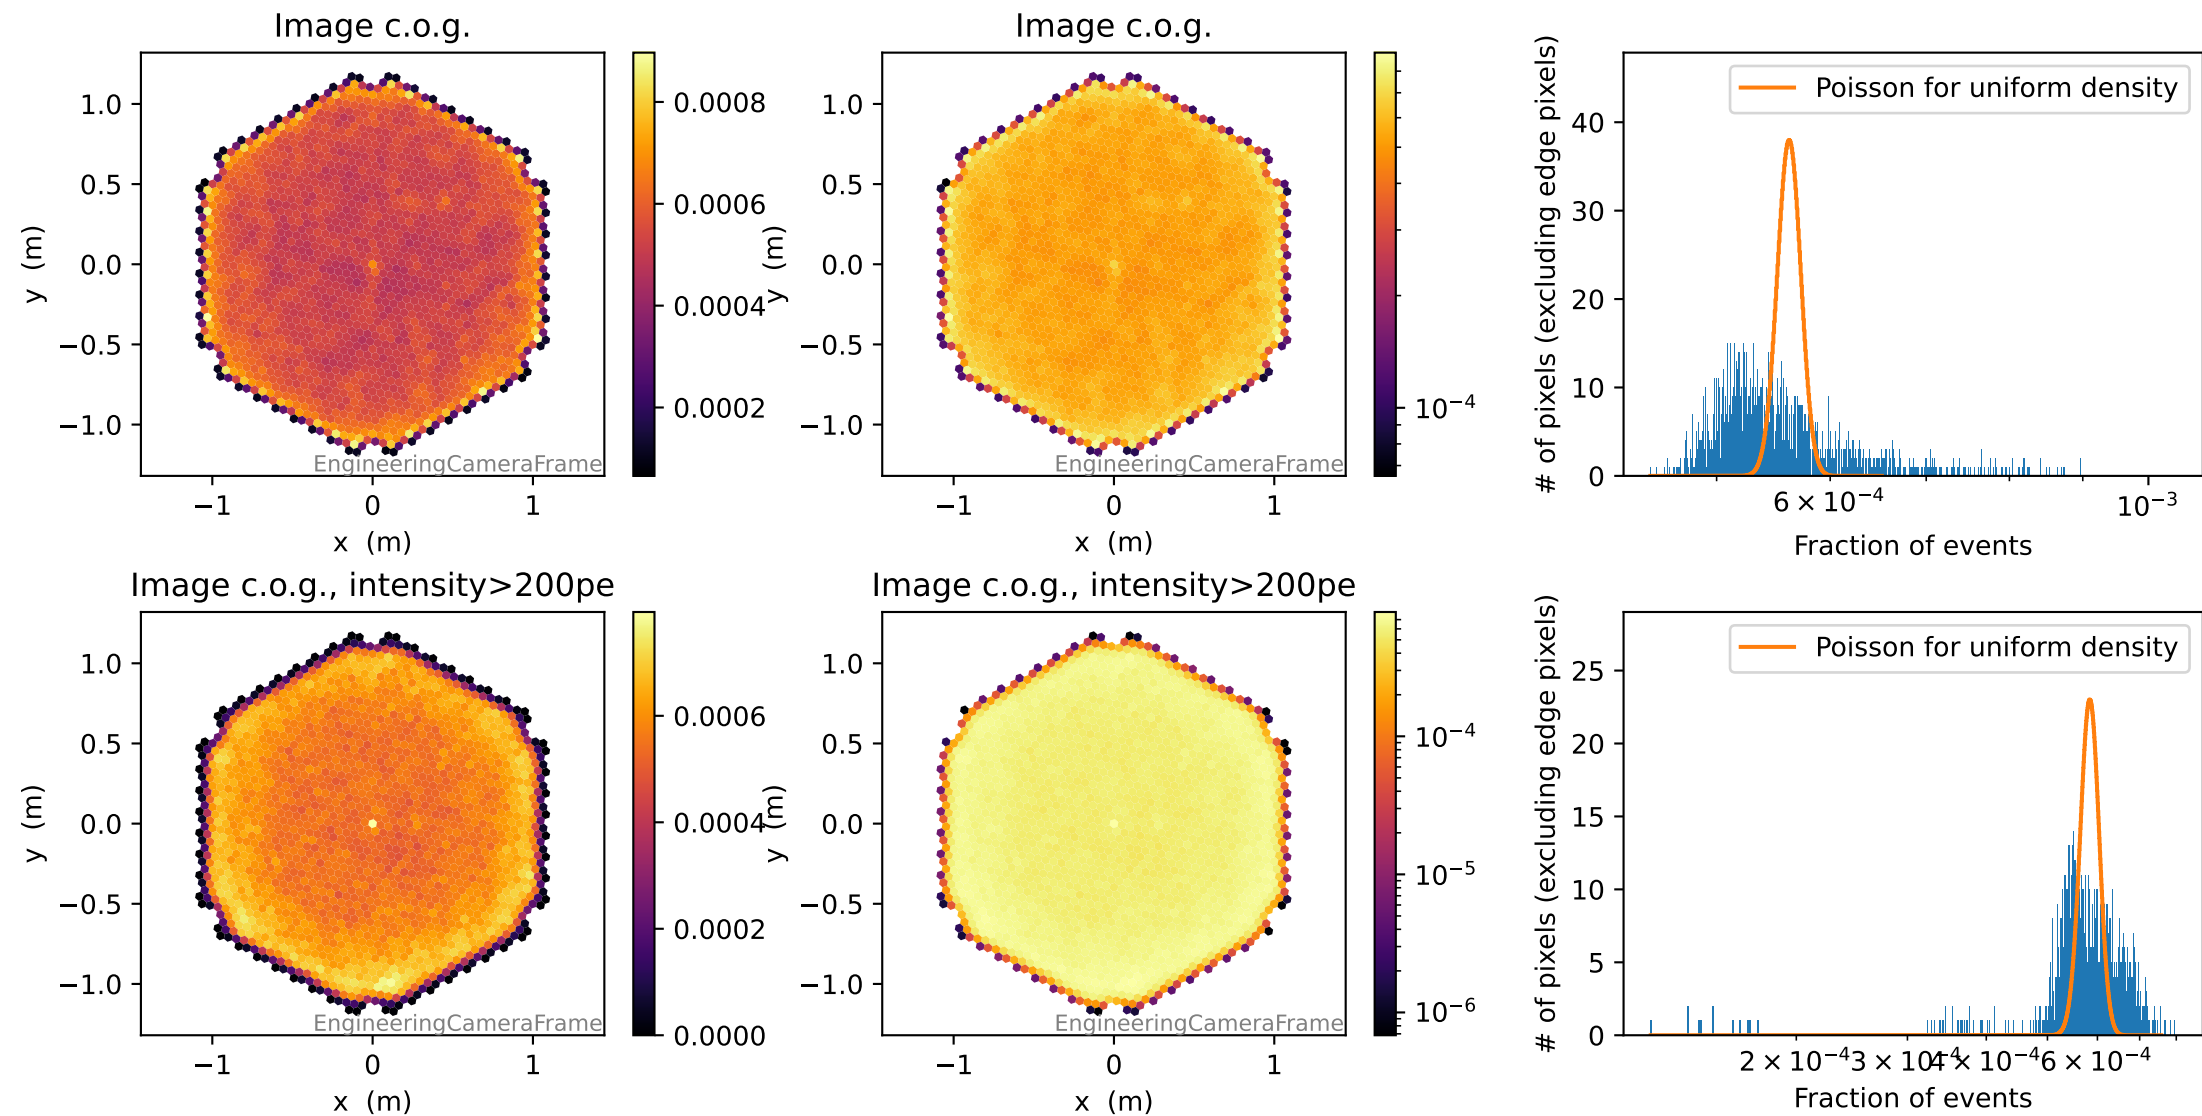 Image c.o.g.
1.0
0.5
0.0
−0.5
−1.0
y (m)
−1
0
1
x (m)
EngineeringCameraFrame
0.0008
0.0006
0.0004
0.0002
Image c.o.g.
1.0
0.5
0.0
−0.5
−1.0
y (m)
−1
0
1
x (m)
EngineeringCameraFrame
10⁻⁴
# of pixels (excluding edge pixels)
40
30
20
10
0
Poisson for uniform density
6 × 10⁻⁴
10⁻³
Fraction of events
Image c.o.g., intensity>200pe
1.0
0.5
0.0
−0.5
−1.0
y (m)
−1
0
1
x (m)
EngineeringCameraFrame
0.0006
0.0004
0.0002
0.0000
Image c.o.g., intensity>200pe
1.0
0.5
0.0
−0.5
−1.0
y (m)
−1
0
1
x (m)
EngineeringCameraFrame
10⁻⁴
10⁻⁵
10⁻⁶
# of pixels (excluding edge pixels)
25
20
15
10
5
0
Poisson for uniform density
2 × 10⁻⁴
3 × 10⁻⁴
4 × 10⁻⁴
6 × 10⁻⁴
Fraction of events